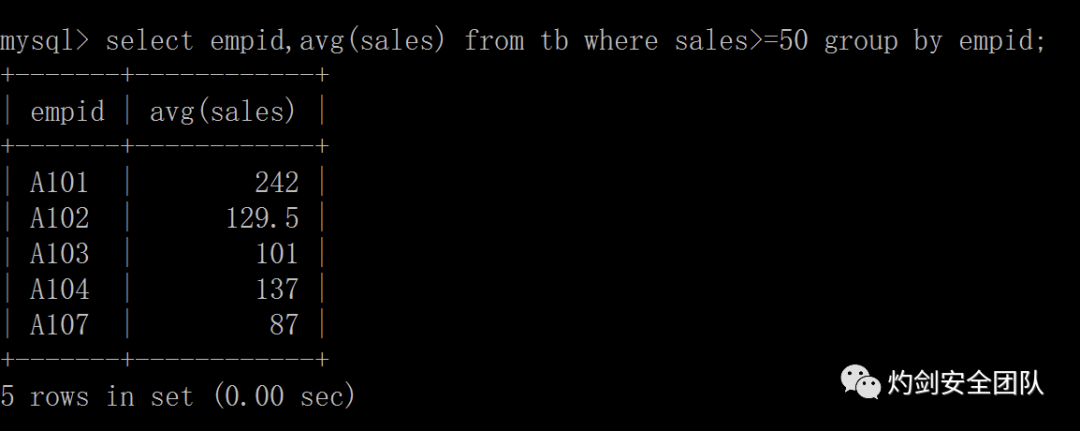 mysql> select empid,avg(sales) from tb where sales>=50 group by empid;
+-------+------------+
| empid | avg(sales) |
+-------+------------+
| A101  |        242 |
| A102  |      129.5 |
| A103  |        101 |
| A104  |        137 |
| A107  |         87 |
+-------+------------+
5 rows in set (0.00 sec)
灼剑安全团队